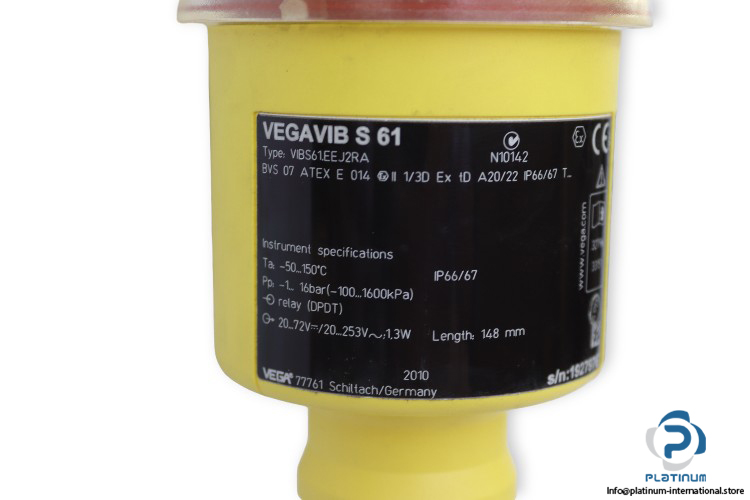 VEGAVIB S 61
Type: VIBS61.EEJ2RA
N10142
BVS 07 ATEX E 014 Ex II 1/3D Ex tD A20/22 IP66/67 T...
Instrument specifications
Ta: -50...150°C
IP66/67
Pp: -1... 16bar(-100...1600kPa)
relay (DPDT)
20...72V⎓/20...253V~;1.3W
Length: 148 mm
2010
VEGA 77761 Schiltach/Germany
s/n:
www.vega.com
CE
PLATINUM
Info@platinum-international.store